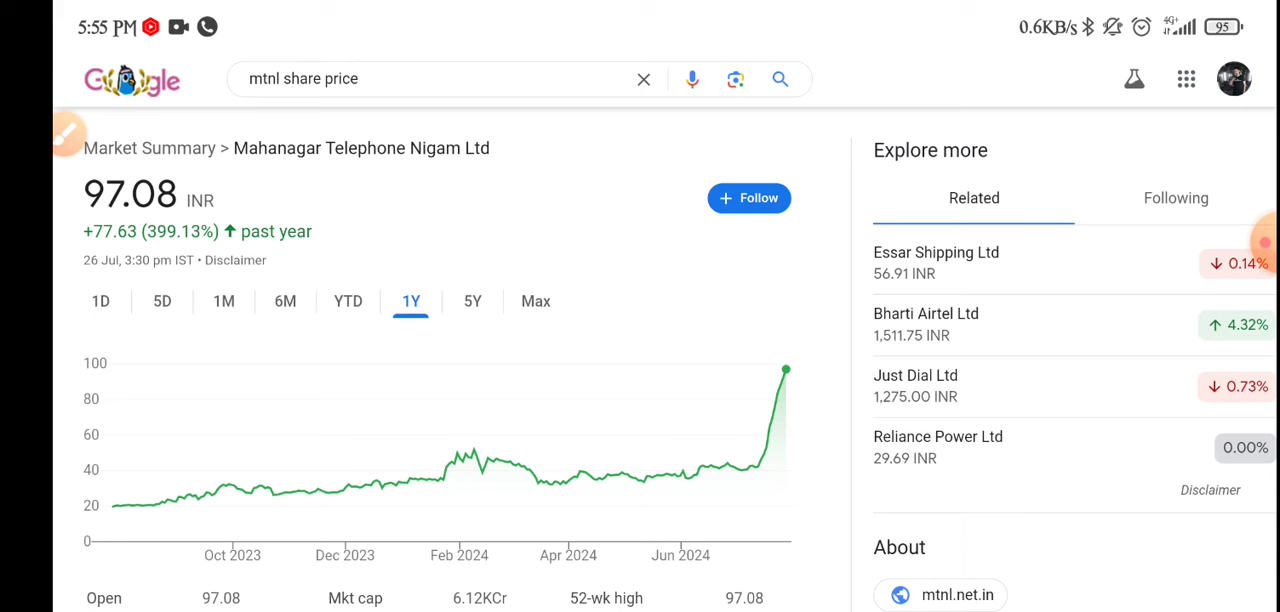 5:55 PM
0.6KB/s 4G+ 95
Google
mtnl share price
Market Summary > Mahanagar Telephone Nigam Ltd
97.08 INR
+ Follow
+77.63 (399.13%) ↑ past year
26 Jul, 3:30 pm IST • Disclaimer
1D 5D 1M 6M YTD 1Y 5Y Max
100
80
60
40
20
0
Oct 2023 Dec 2023 Feb 2024 Apr 2024 Jun 2024
Open 97.08 Mkt cap 6.12KCr 52-wk high 97.08
Explore more
Related Following
Essar Shipping Ltd
56.91 INR
↓ 0.14%
Bharti Airtel Ltd
1,511.75 INR
↑ 4.32%
Just Dial Ltd
1,275.00 INR
↓ 0.73%
Reliance Power Ltd
29.69 INR
0.00%
Disclaimer
About
mtnl.net.in